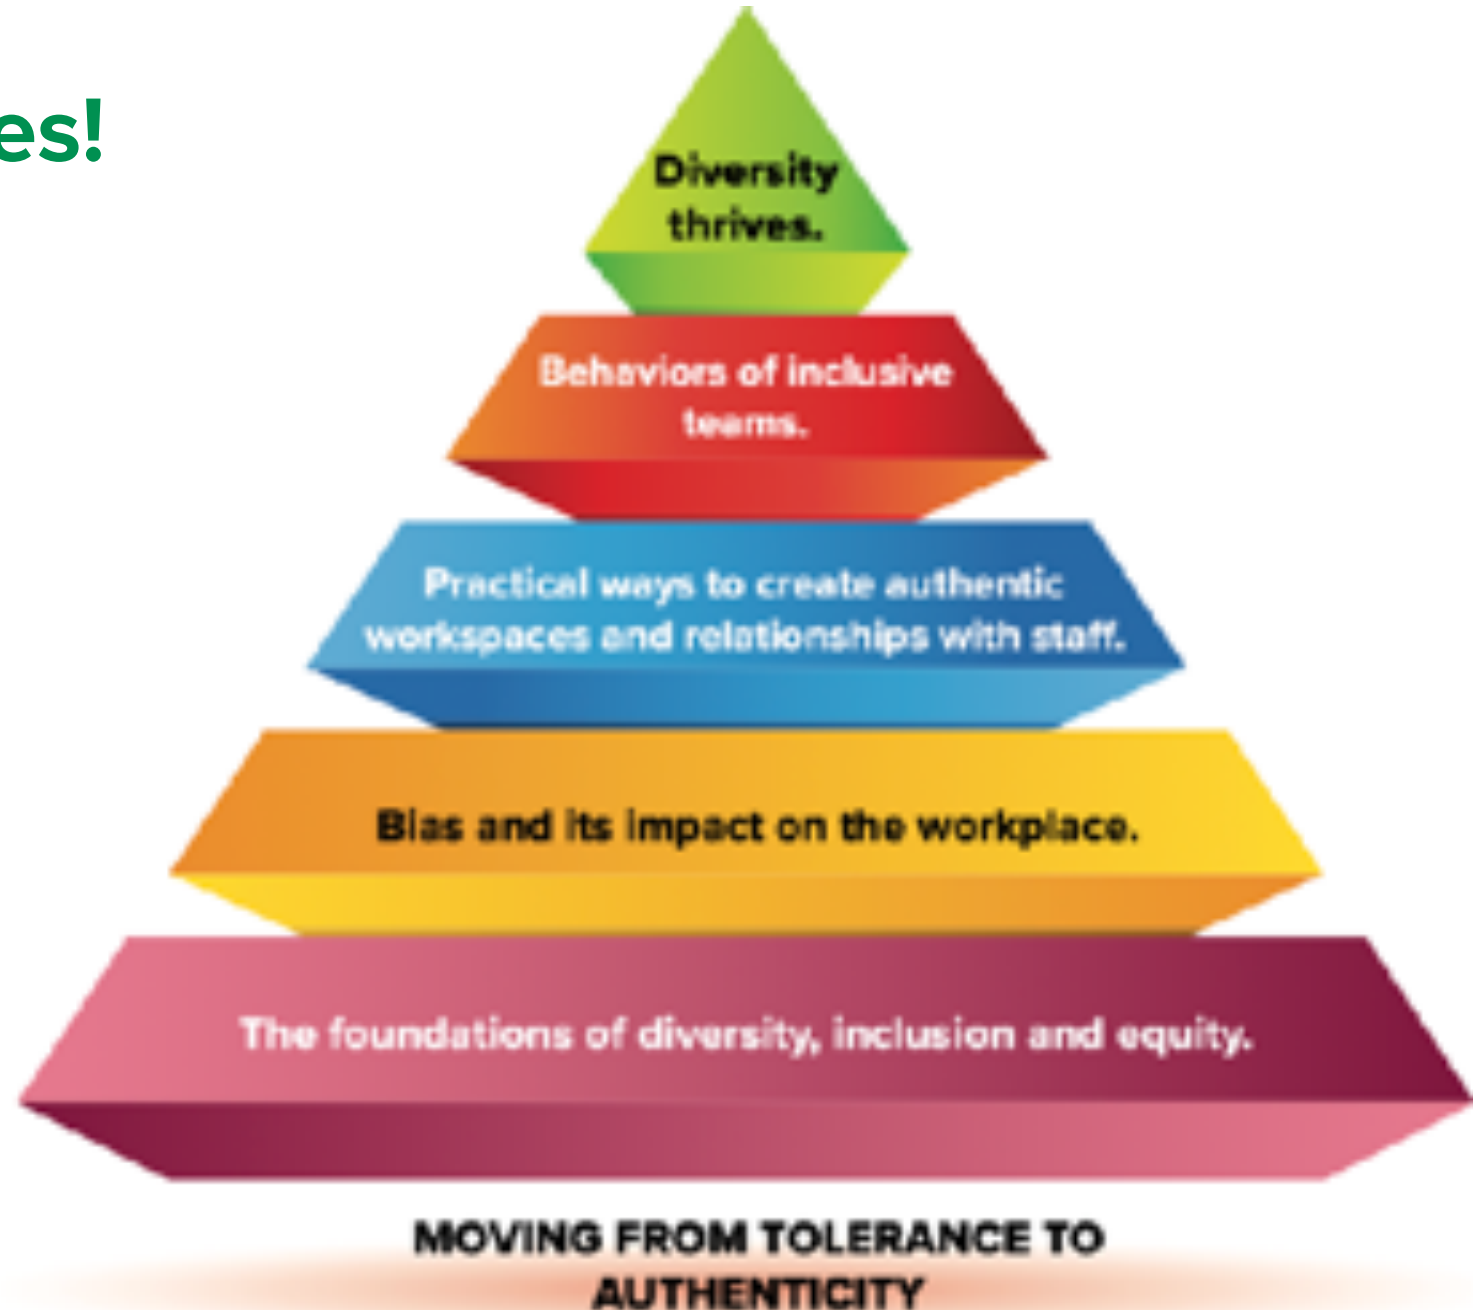 es!
Diversity
thrives.
Behaviors of inclusive
teams.
Practical ways to create authentic
workspaces and relationships with staff.
Bias and its impact on the workplace.
The foundations of diversity, inclusion and equity.
MOVING FROM TOLERANCE TO
AUTHENTICITY